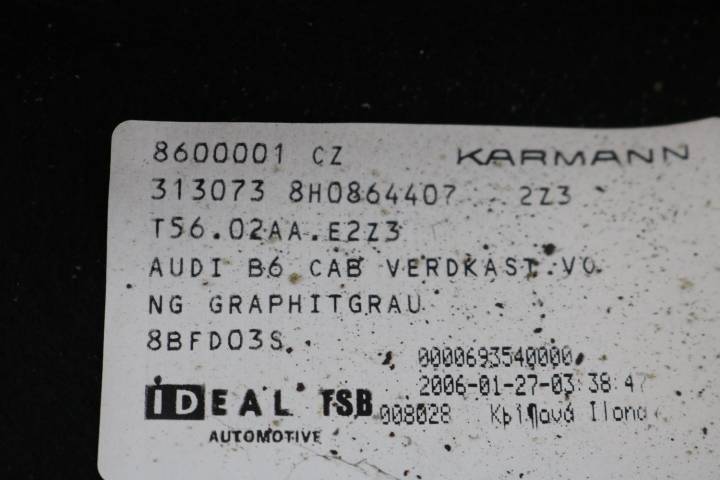 8600001 CZ KARMANN
313073 8H0864407 2Z3
T56.02AA.E2Z3
AUDI B6 CAB VERDKAST.VO
NG GRAPHITGRAU
8BFD03S
0000693540000
2006-01-27-03:38:47
IDEAL TSB 008028 Ilona
AUTOMOTIVE